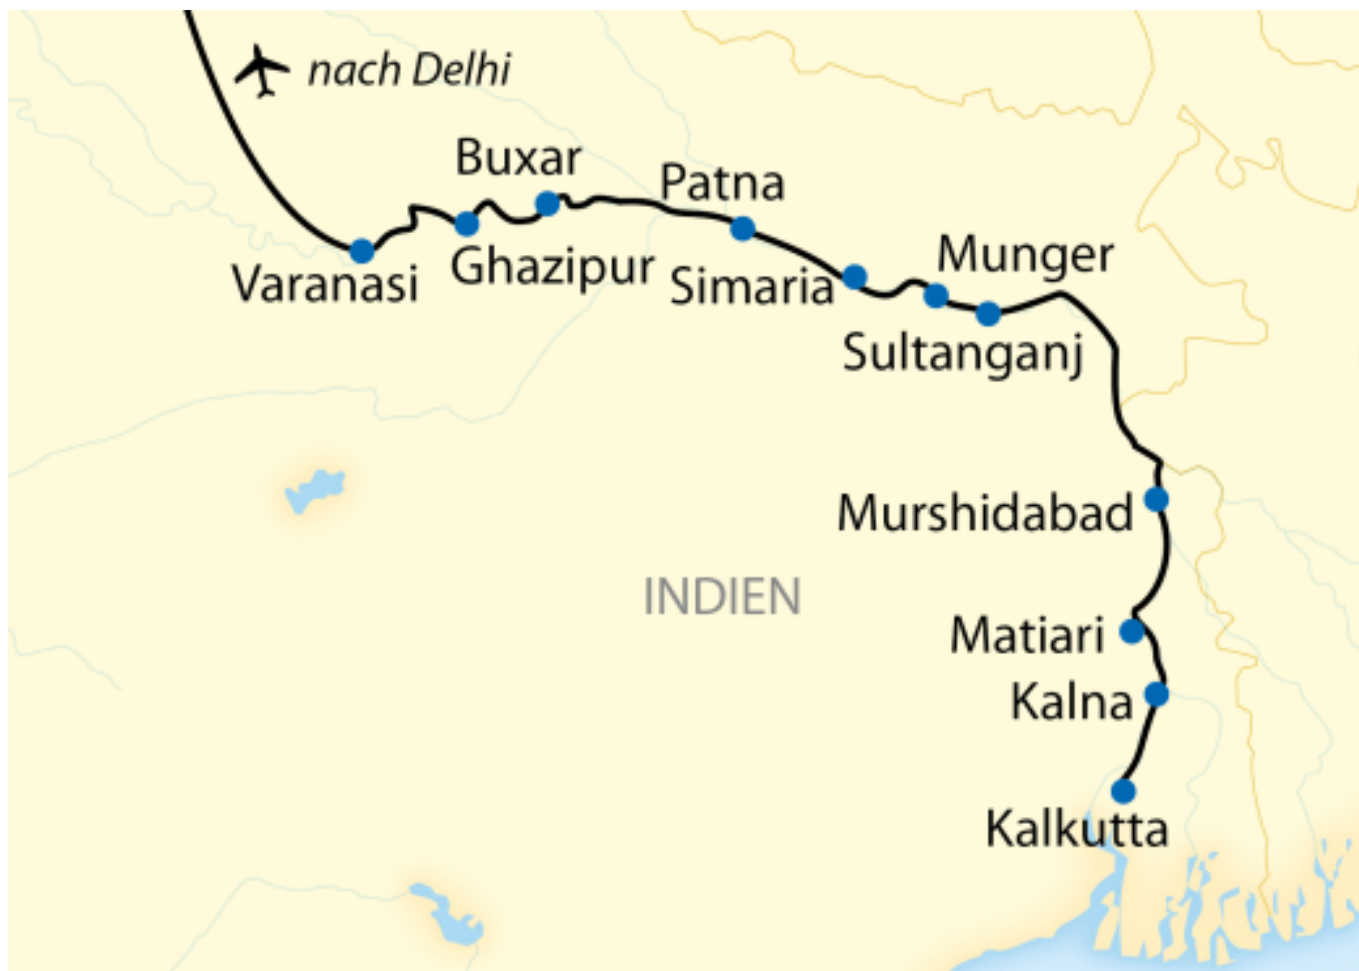 nach Delhi
Buxar
Patna
Ghazipur
Varanasi
Munger
Simaria
Sultanganj
Murshidabad
INDIEN
Matiari
Kalna
Kalkutta